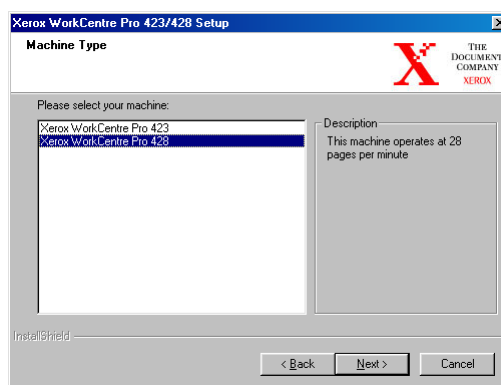 Xerox WorkCentre Pro 423/428 Setup
Machine Type
THE
DOCUMENT
COMPANY
XEROX
Please select your machine:
Xerox WorkCentre Pro 423
Xerox WorkCentre Pro 428
Description
This machine operates at 28
pages per minute
InstallShield
< Back
Next >
Cancel